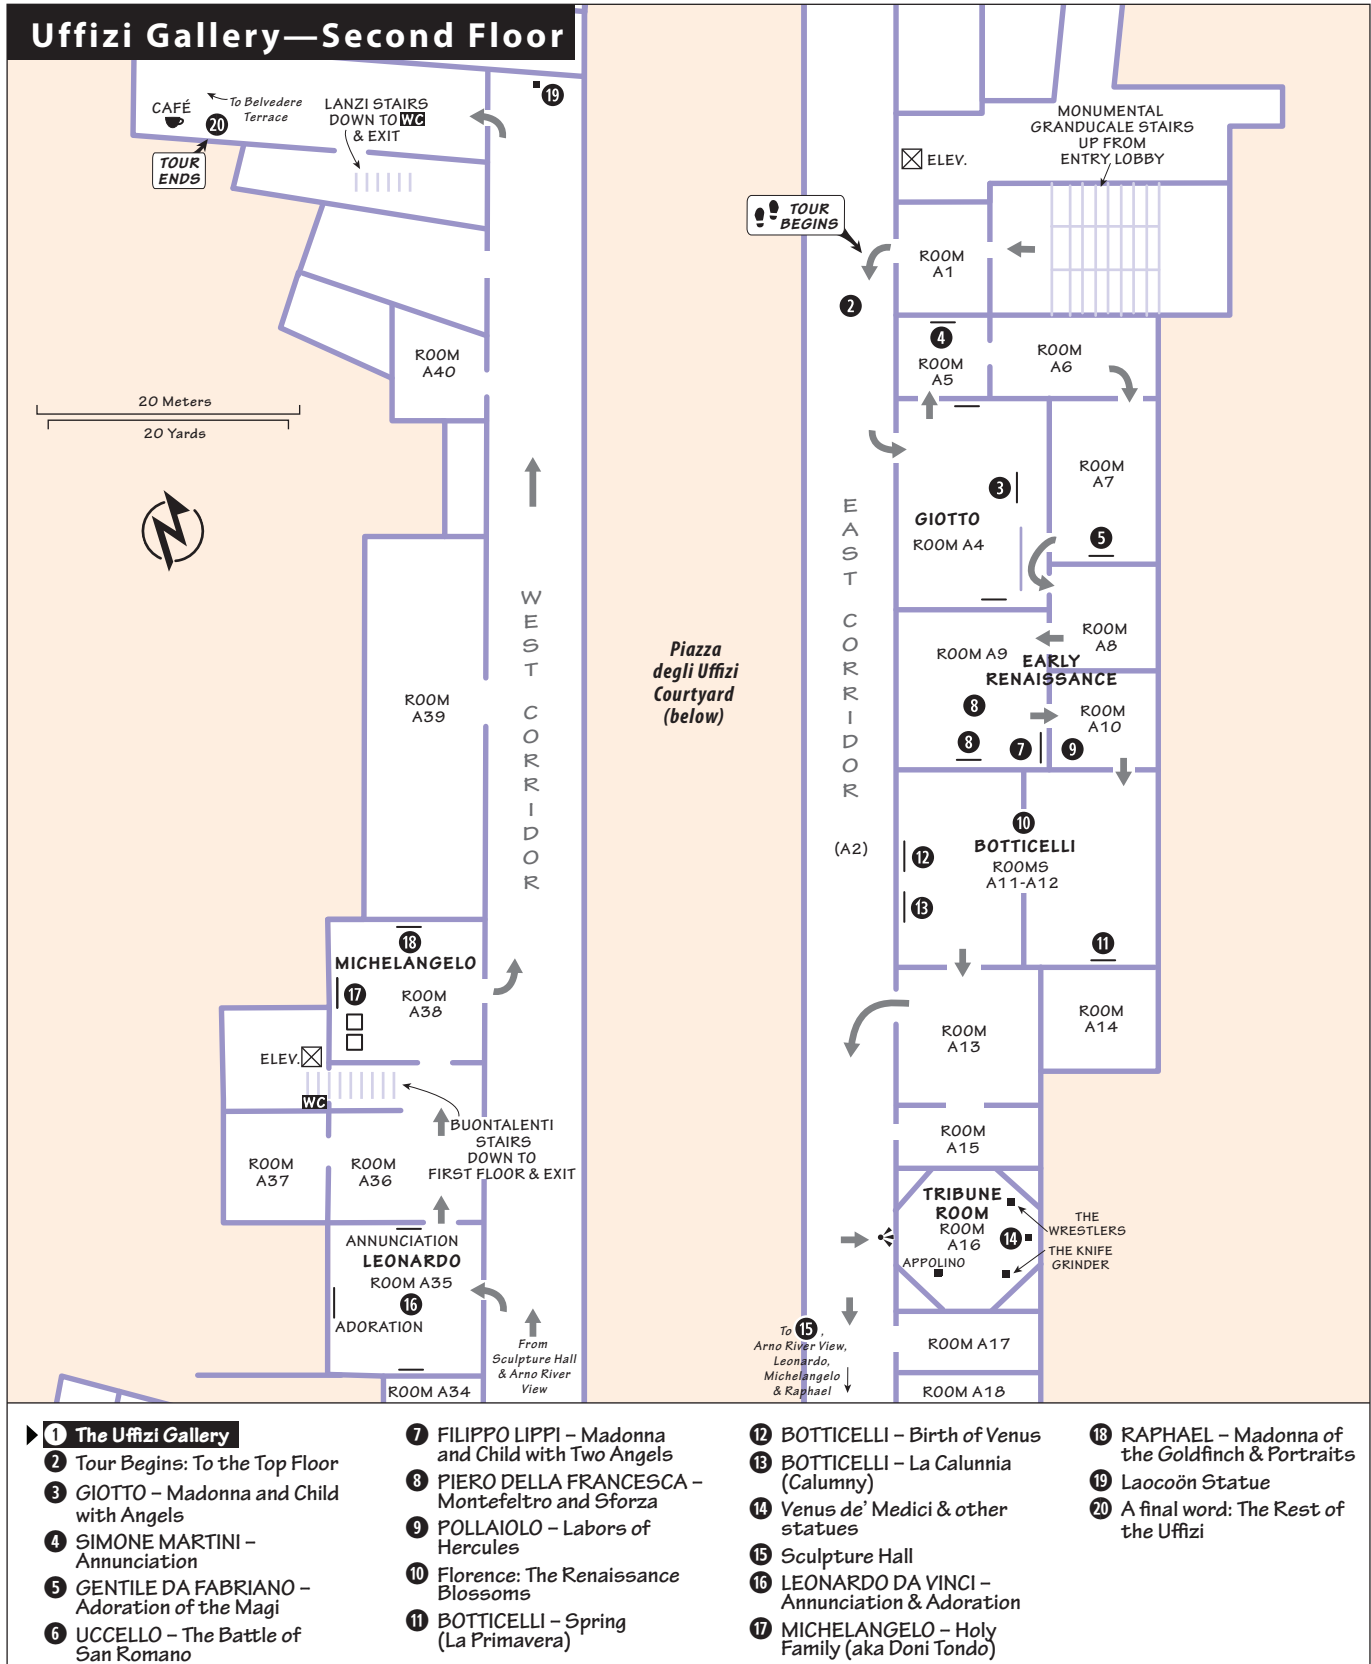 Uffizi Gallery—Second Floor
CAFÉ
20
To Belvedere
Terrace
LANZI STAIRS
DOWN TO WC
& EXIT
19
TOUR
ENDS
MONUMENTAL
GRANDUCALE STAIRS
UP FROM
ENTRY LOBBY
ELEV.
TOUR
BEGINS
ROOM
A1
2
4
ROOM
A5
ROOM
A6
ROOM
A40
20 Meters
20 Yards
ROOM
A7
3
GIOTTO
ROOM A4
5
EAST CORRIDOR
WEST CORRIDOR
Piazza
degli Uffizi
Courtyard
(below)
ROOM
A8
ROOM A9
EARLY
RENAISSANCE
8
ROOM
A10
8
7
9
ROOM
A39
10
BOTTICELLI
ROOMS
A11-A12
(A2)
12
13
11
18
MICHELANGELO
17
ROOM
A38
ROOM
A13
ROOM
A14
ELEV.
WC
BUONTALENTI
STAIRS
DOWN TO
FIRST FLOOR & EXIT
ROOM
A15
ROOM
A37
ROOM
A36
TRIBUNE
ROOM
ROOM
A16
14
THE
WRESTLERS
THE KNIFE
GRINDER
APPOLINO
ANNUNCIATION
LEONARDO
ROOM A35
16
ADORATION
From
Sculpture Hall
& Arno River
View
To 15,
Arno River View,
Leonardo,
Michelangelo
& Raphael
ROOM A17
ROOM A34
ROOM A18
1 The Uffizi Gallery
2 Tour Begins: To the Top Floor
3 GIOTTO – Madonna and Child
with Angels
4 SIMONE MARTINI –
Annunciation
5 GENTILE DA FABRIANO –
Adoration of the Magi
6 UCCELLO – The Battle of
San Romano
7 FILIPPO LIPPI – Madonna
and Child with Two Angels
8 PIERO DELLA FRANCESCA –
Montefeltro and Sforza
9 POLLAIOLO – Labors of
Hercules
10 Florence: The Renaissance
Blossoms
11 BOTTICELLI – Spring
(La Primavera)
12 BOTTICELLI – Birth of Venus
13 BOTTICELLI – La Calunnia
(Calumny)
14 Venus de' Medici & other
statues
15 Sculpture Hall
16 LEONARDO DA VINCI –
Annunciation & Adoration
17 MICHELANGELO – Holy
Family (aka Doni Tondo)
18 RAPHAEL – Madonna of
the Goldfinch & Portraits
19 Laocoön Statue
20 A final word: The Rest of
the Uffizi